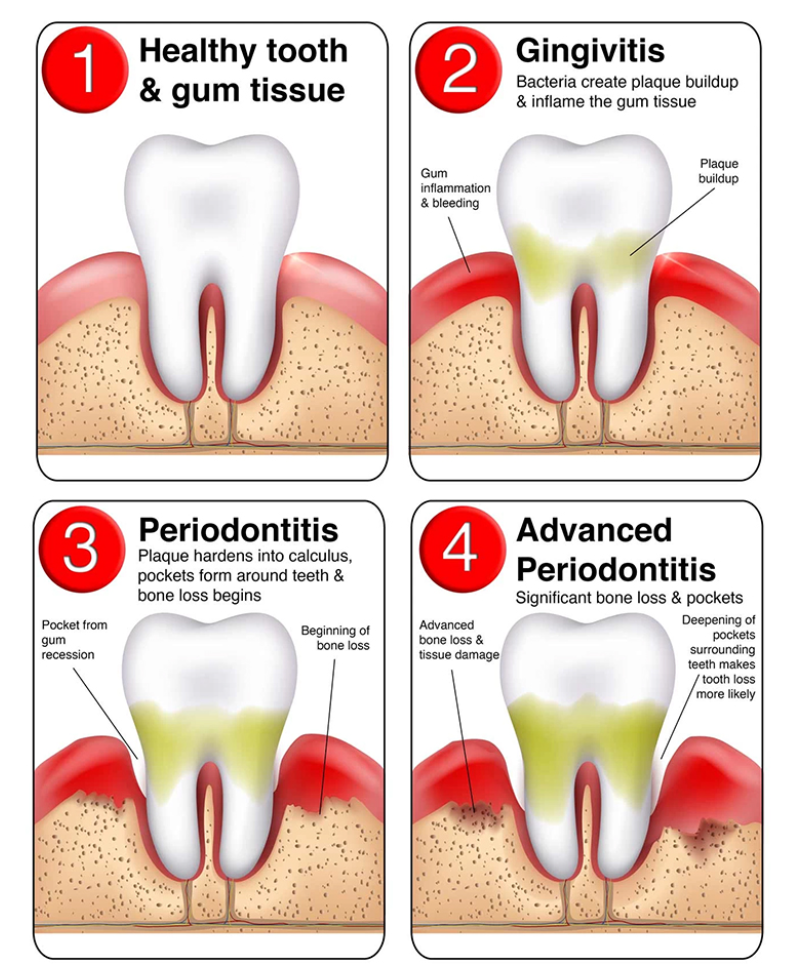 1
Healthy tooth
& gum tissue
2
Gingivitis
Bacteria create plaque buildup
& inflame the gum tissue
Gum
inflammation
& bleeding
Plaque
buildup
3
Periodontitis
Plaque hardens into calculus,
pockets form around teeth &
bone loss begins
Pocket from
gum
recession
Beginning of
bone loss
4
Advanced
Periodontitis
Significant bone loss & pockets
Advanced
bone loss &
tissue damage
Deepening of
pockets
surrounding
teeth makes
tooth loss
more likely